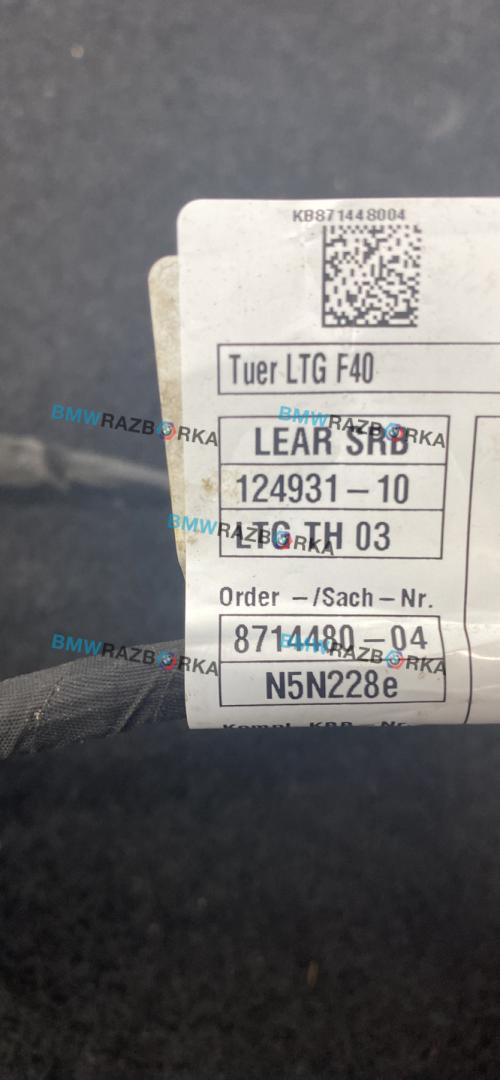 KB871448004
Tuer LTG F40
BMWRAZBORKA
BMWRAZBORKA
LEAR SRB
124931-10
BMWRAZBORKA
LTG TH 03
Order -/Sach-Nr.
8714480-04
BMWRAZBORKA
BMWRAZBORKA
N5N228e